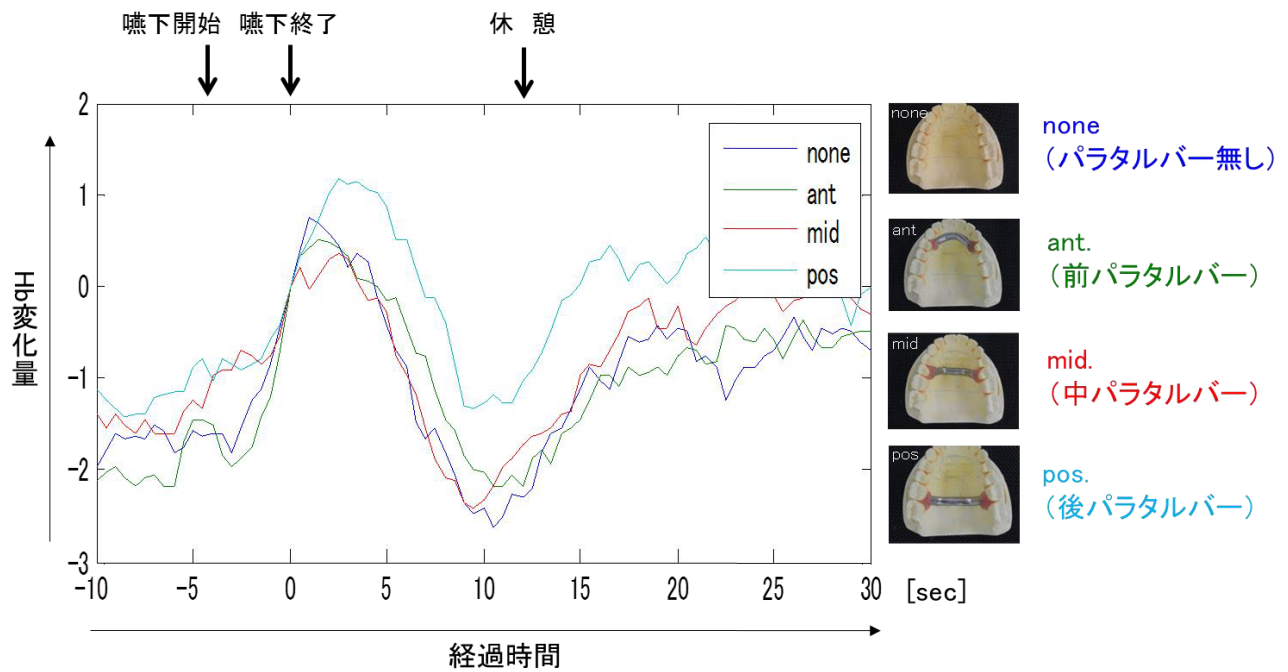 嚥下開始 嚥下終了 休 憩
2
1
0
-1
-2
-3
Hb変化量
none
ant
mid
pos
-10 -5 0 5 10 15 20 25 30 [sec]
経過時間
none
none
（パラタルバー無し）
ant
ant.
（前パラタルバー）
mid
mid.
（中パラタルバー）
pos
pos.
（後パラタルバー）